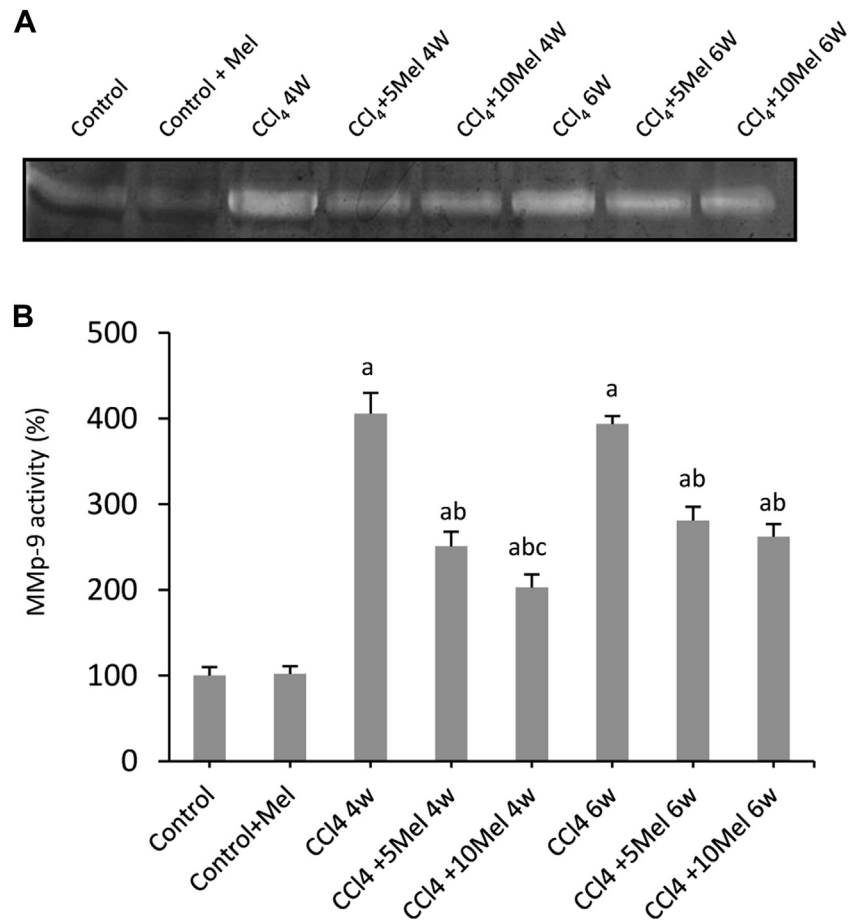 A
Control
Control + Mel
CCl₄ 4W
CCl₄+5Mel 4W
CCl₄+10Mel 4W
CCl₄ 6W
CCl₄+5Mel 6W
CCl₄+10Mel 6W
B
MMp-9 activity (%)
500
400
300
200
100
0
a
ab
abc
a
ab
ab
Control
Control+Mel
CCl4 4w
CCl4 +5Mel 4w
CCl4 +10Mel 4w
CCl4 6w
CCl4 +5Mel 6w
CCl4 +10Mel 6w